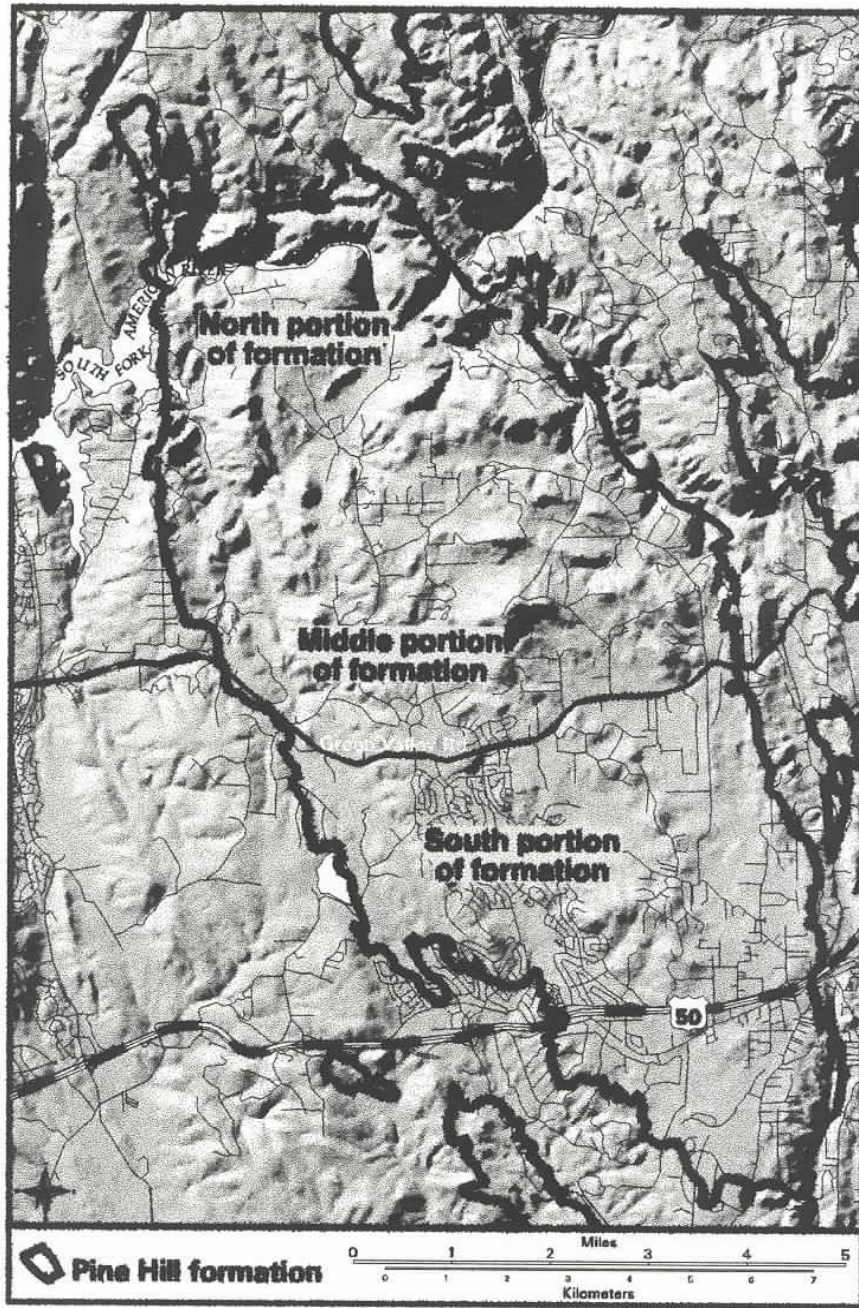 AMERICAN RIVER
SOUTH FORK
North portion
of formation
Middle portion
of formation
Green Valley Rd
South portion
of formation
50
Pine Hill formation
Miles
0 1 2 3 4 5
0 1 2 3 4 5 6 7
Kilometers